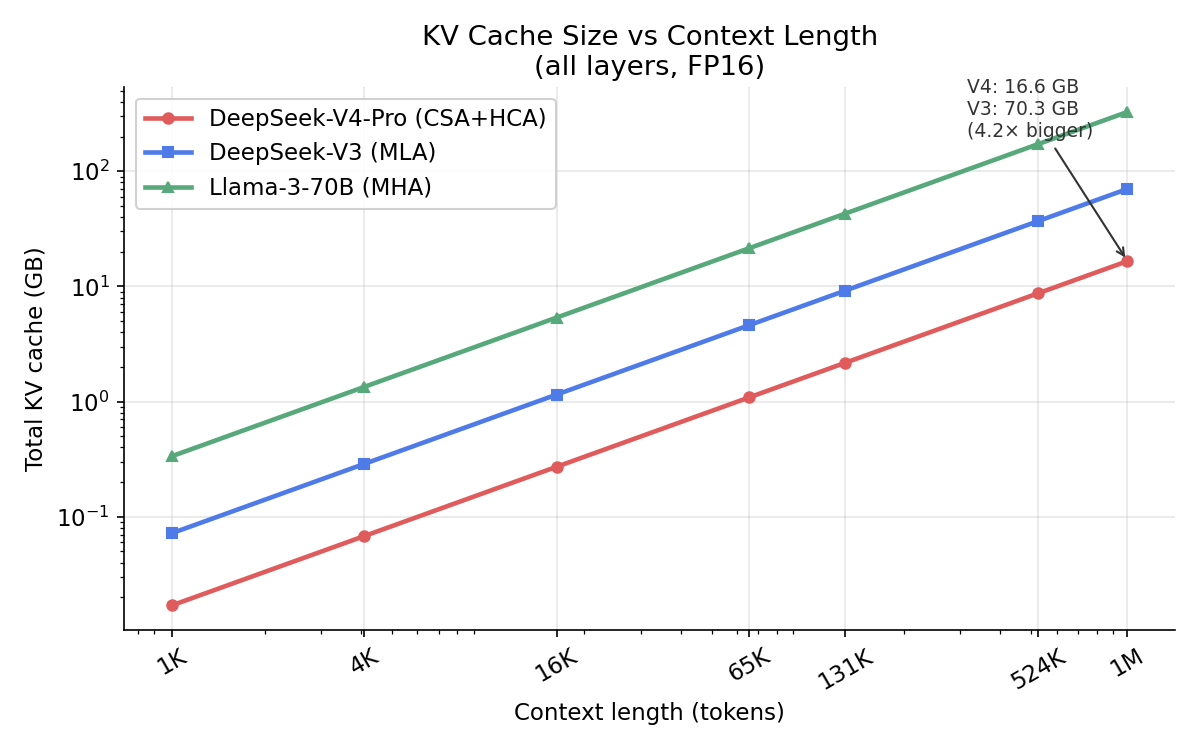 KV Cache Size vs Context Length
(all layers, FP16)
V4: 16.6 GB
V3: 70.3 GB
(4.2× bigger)
DeepSeek-V4-Pro (CSA+HCA)
DeepSeek-V3 (MLA)
Llama-3-70B (MHA)
Total KV cache (GB)
10²
10¹
10⁰
10⁻¹
1K
4K
16K
65K
131K
524K
1M
Context length (tokens)